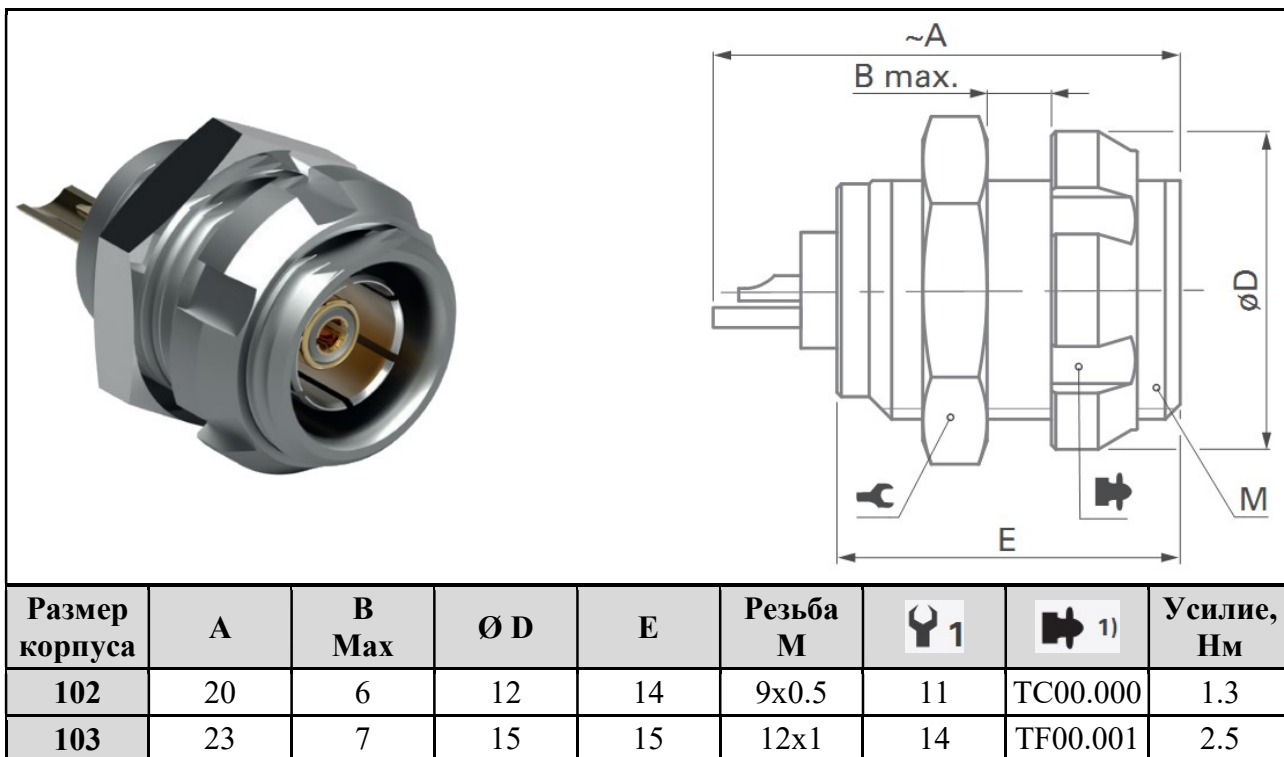 ~A
B max.
øD
M
E
Размер корпуса A B Max Ø D E Резьба M 1 1) Усилие, Нм
102 20 6 12 14 9x0.5 11 TC00.000 1.3
103 23 7 15 15 12x1 14 TF00.001 2.5